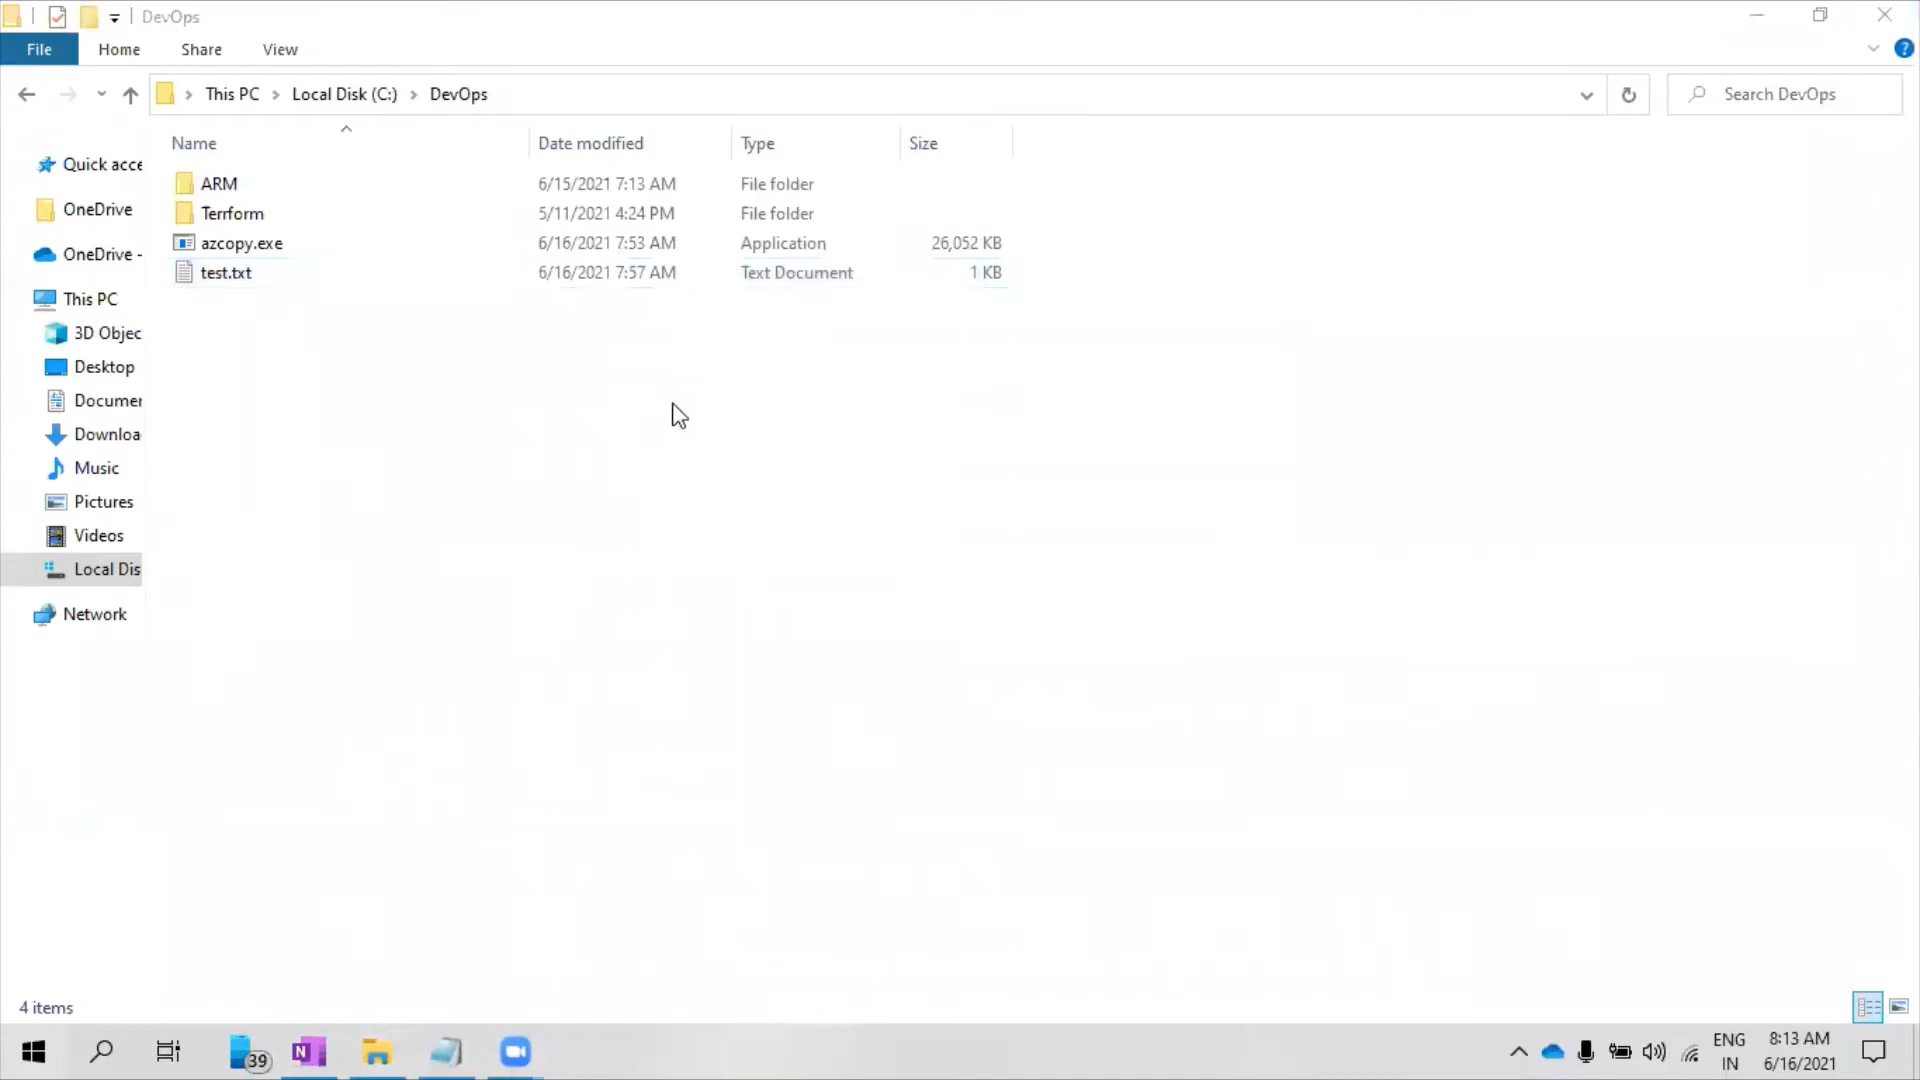 DevOps
File Home Share View
This PC Local Disk (C:) DevOps Search DevOps
Name Date modified Type Size
Quick acce
ARM 6/15/2021 7:13 AM File folder
OneDrive
Terrform 5/11/2021 4:24 PM File folder
azcopy.exe 6/16/2021 7:53 AM Application 26,052 KB
OneDrive -
test.txt 6/16/2021 7:57 AM Text Document 1 KB
This PC
3D Objec
Desktop
Documen
Downloa
Music
Pictures
Videos
Local Dis
Network
4 items
39
N
ENG
IN
8:13 AM
6/16/2021